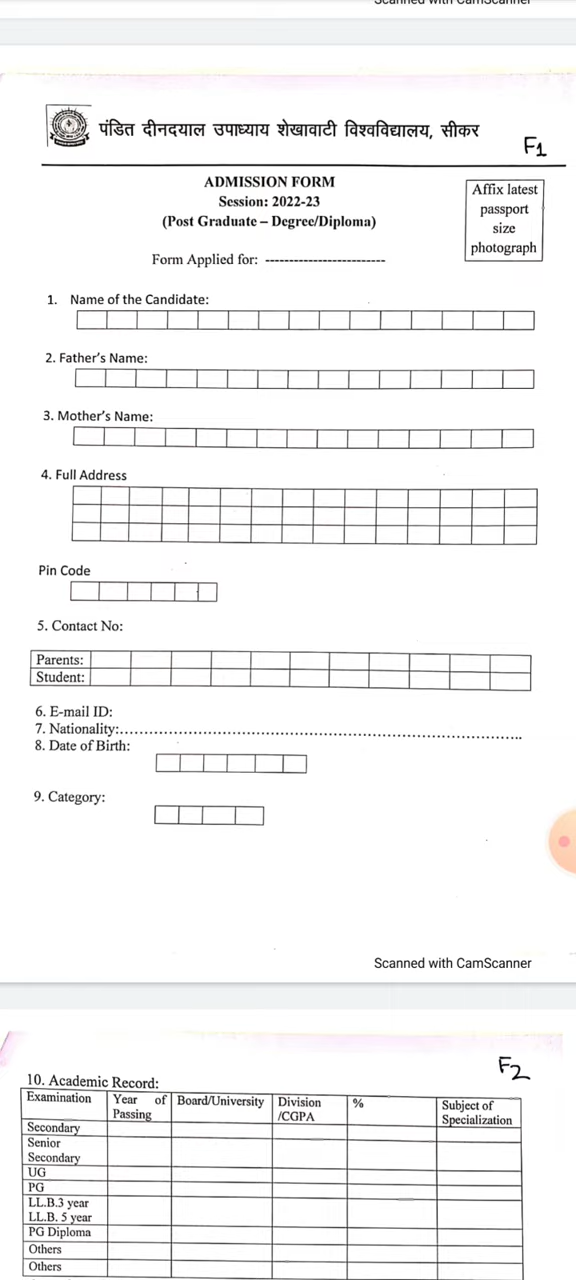 Scanned with CamScanner
पंडित दीनदयाल उपाध्याय शेखावाटी विश्वविद्यालय, सीकर
F1
ADMISSION FORM
Session: 2022-23
(Post Graduate – Degree/Diploma)
Affix latest
passport
size
photograph
Form Applied for: -------------------------
1. Name of the Candidate:
2. Father's Name:
3. Mother's Name:
4. Full Address
Pin Code
5. Contact No:
Parents:
Student:
6. E-mail ID:
7. Nationality:
8. Date of Birth:
9. Category:
Scanned with CamScanner
F2
10. Academic Record:
Examination Year of Passing Board/University Division /CGPA % Subject of Specialization
Secondary
Senior
Secondary
UG
PG
LL.B.3 year
LL.B. 5 year
PG Diploma
Others
Others